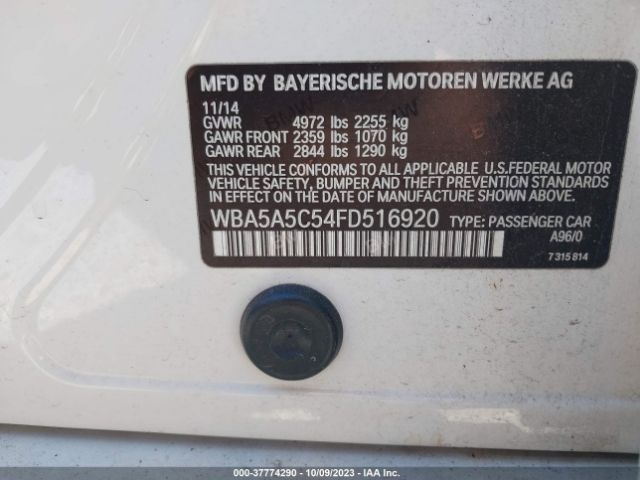 MFD BY BAYERISCHE MOTOREN WERKE AG
11/14
GVWR 4972 lbs 2255 kg
GAWR FRONT 2359 lbs 1070 kg
GAWR REAR 2844 lbs 1290 kg
THIS VEHICLE CONFORMS TO ALL APPLICABLE U.S.FEDERAL MOTOR
VEHICLE SAFETY, BUMPER,AND THEFT PREVENTION STANDARDS
IN EFFECT ON THE DATE OF MANUFACTURE SHOWN ABOVE.
WBA5A5C54FD516920 TYPE: PASSENGER CAR
A96/0
7 315 814
000-37774290 - 10/09/2023 - IAA Inc.